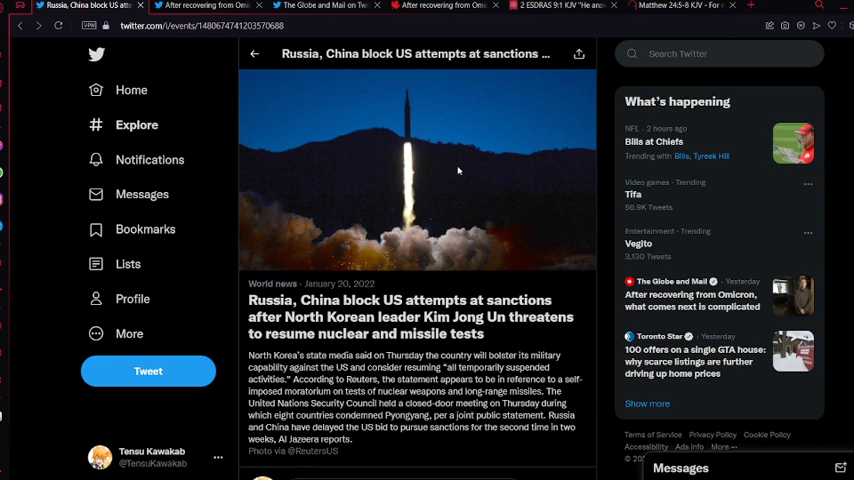 Russia, China block US atte
After recovering from Omi
The Globe and Mail on Tw
After recovering from Omic
2 ESDRAS 9:1 KJV "He ans
Matthew 24:5-8 KJV - For m
VPN
twitter.com/i/events/1480674741203570688
Russia, China block US attempts at sanctions ...
Search Twitter
Home
Explore
Notifications
Messages
Bookmarks
Lists
Profile
More
Tweet
Tensu Kawakab
@TensuKawakab
World news · January 20, 2022
Russia, China block US attempts at sanctions
after North Korean leader Kim Jong Un threatens
to resume nuclear and missile tests
North Korea's state media said on Thursday the country will bolster its military
capability against the US and consider resuming "all temporarily suspended
activities." According to Reuters, the statement appears to be in reference to a self-
imposed moratorium on tests of nuclear weapons and long-range missiles. The
United Nations Security Council held a closed-door meeting on Thursday during
which eight countries condemned Pyongyang, per a joint public statement. Russia
and China have delayed the US bid to pursue sanctions for the second time in two
weeks, Al Jazeera reports.
Photo via @ReutersUS
What's happening
NFL · 2 hours ago
Bills at Chiefs
Trending with Bills, Tyreek Hill
Video games · Trending
Tifa
56.9K Tweets
Entertainment · Trending
Vegito
3,130 Tweets
The Globe and Mail · Yesterday
After recovering from Omicron,
what comes next is complicated
Toronto Star · Yesterday
100 offers on a single GTA house:
why scarce listings are further
driving up home prices
Show more
Terms of Service Privacy Policy Cookie Policy
Accessibility Ads Info More
Messages